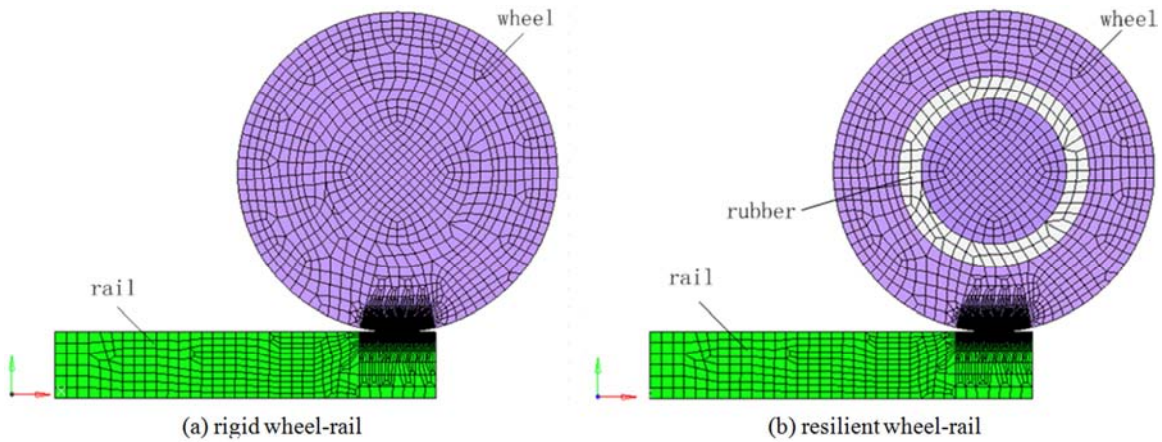 wheel
rail
(a) rigid wheel-rail
wheel
rubber
rail
(b) resilient wheel-rail